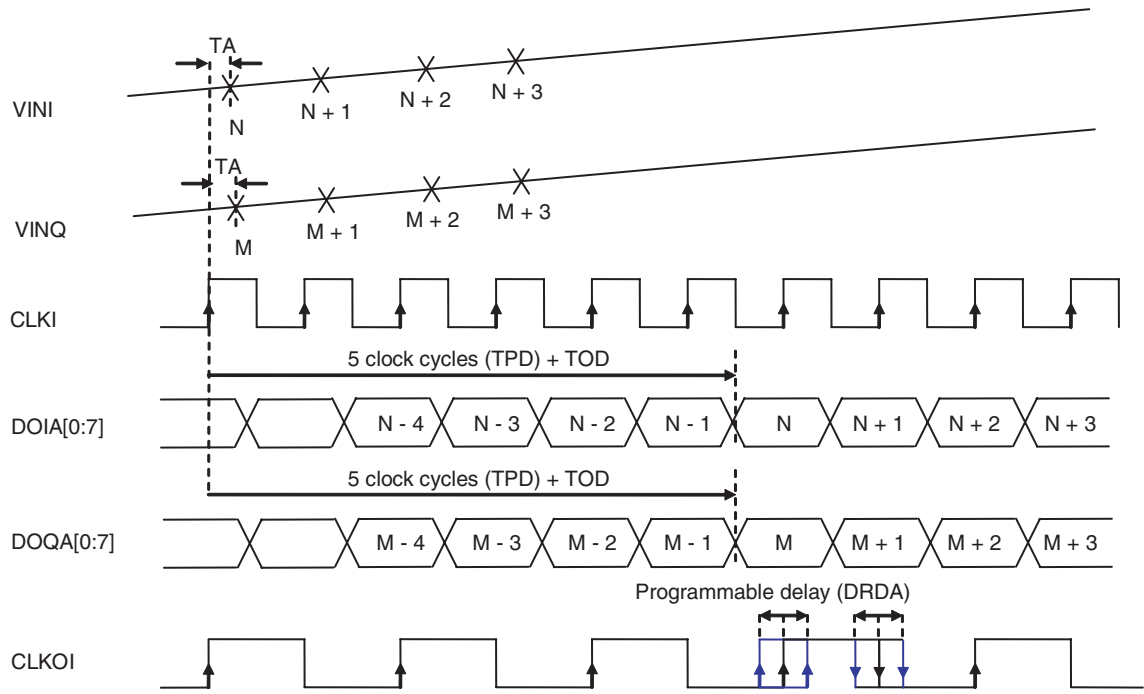 TA
VINI
N
N + 1
N + 2
N + 3
TA
VINQ
M
M + 1
M + 2
M + 3
CLKI
5 clock cycles (TPD) + TOD
DOIA[0:7]
N - 4
N - 3
N - 2
N - 1
N
N + 1
N + 2
N + 3
5 clock cycles (TPD) + TOD
DOQA[0:7]
M - 4
M - 3
M - 2
M - 1
M
M + 1
M + 2
M + 3
Programmable delay (DRDA)
CLKOI